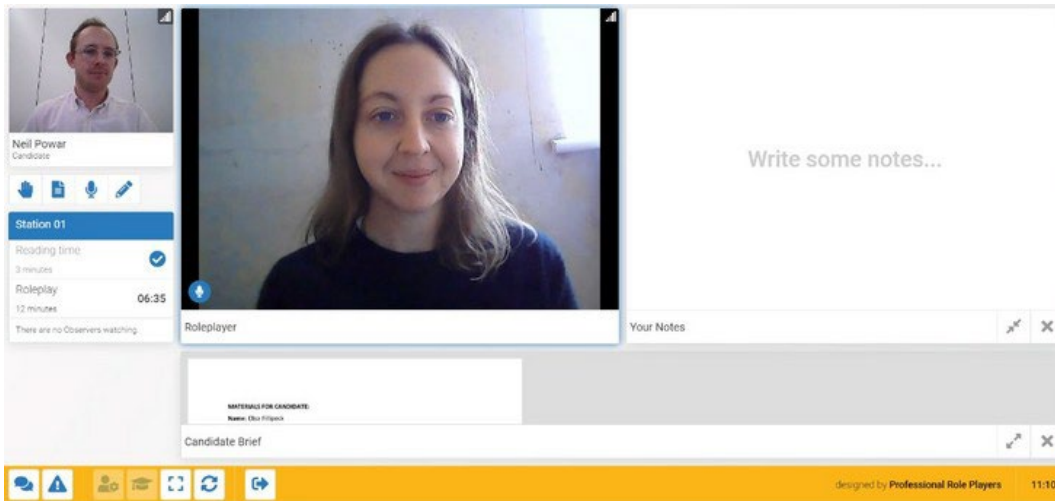 Neil Powar
Candidate
Station 01
Reading time
3 minutes
Roleplay
12 minutes
06:35
There are no Observers watching.
Roleplayer
Write some notes...
Your Notes
MATERIALS FOR CANDIDATE:
Name:
Candidate Brief
designed by Professional Role Players
11:10